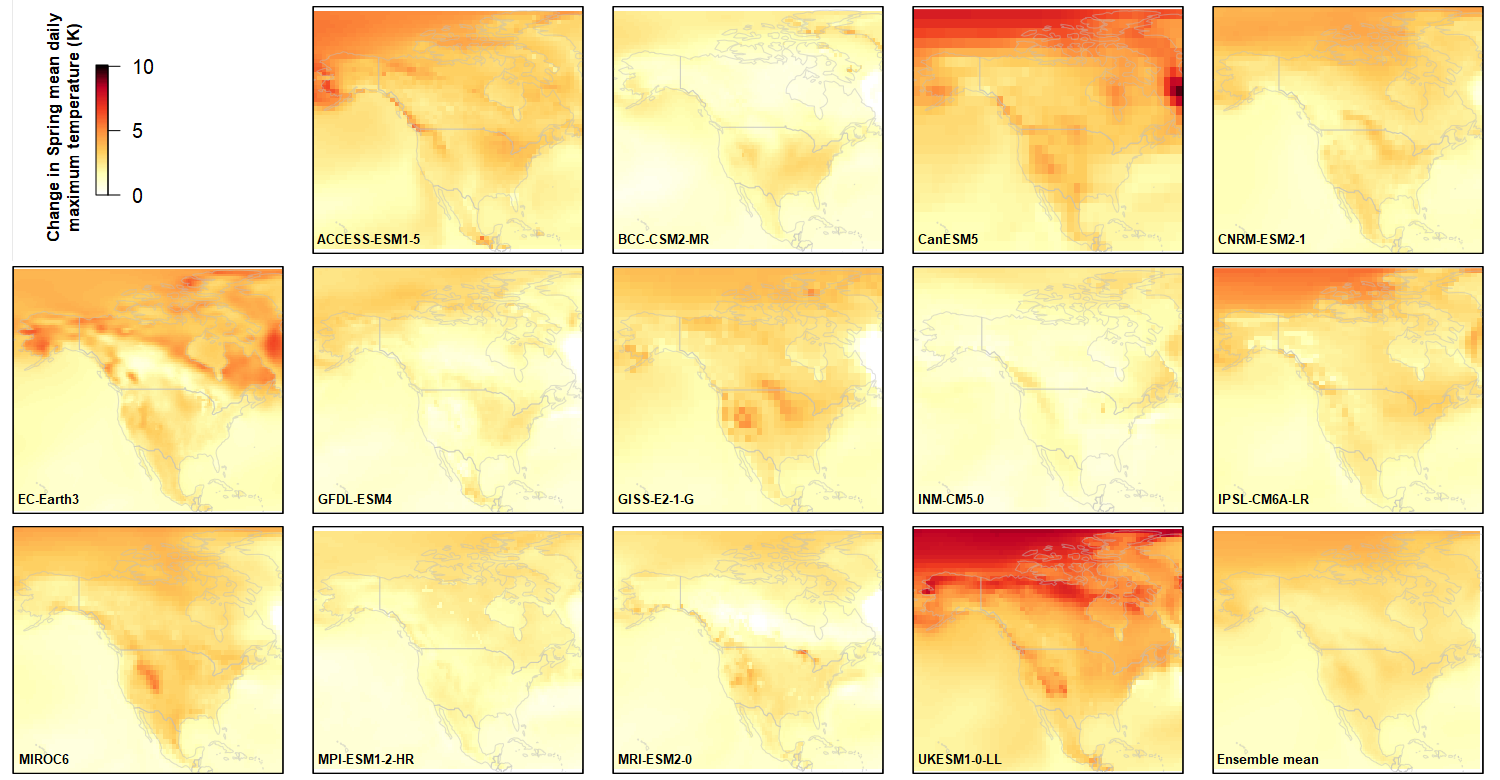 Change in Spring mean daily
maximum temperature (K)
10
5
0
ACCESS-ESM1-5
BCC-CSM2-MR
CanESM5
CNRM-ESM2-1
EC-Earth3
GFDL-ESM4
GISS-E2-1-G
INM-CM5-0
IPSL-CM6A-LR
MIROC6
MPI-ESM1-2-HR
MRI-ESM2-0
UKESM1-0-LL
Ensemble mean